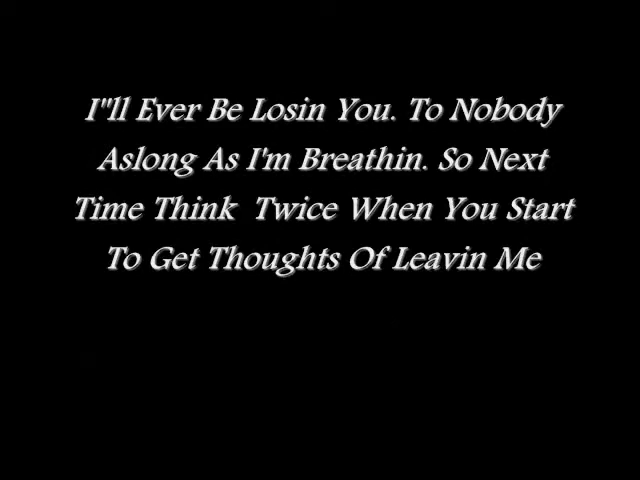 I"ll Ever Be Losin You. To Nobody
Aslong As I'm Breathin. So Next
Time Think  Twice When You Start
To Get Thoughts Of Leavin Me